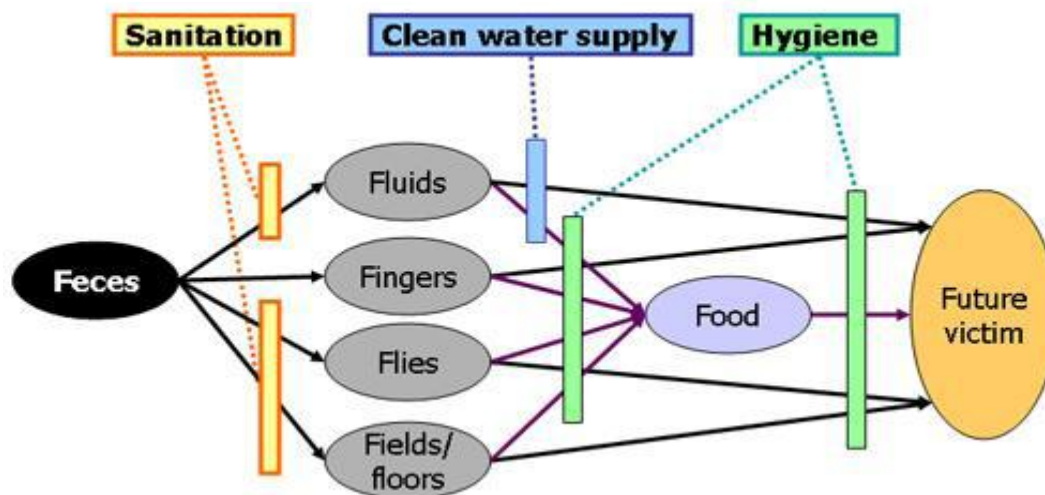 Sanitation
Clean water supply
Hygiene
Fluids
Feces
Fingers
Food
Future
victim
Flies
Fields/
floors